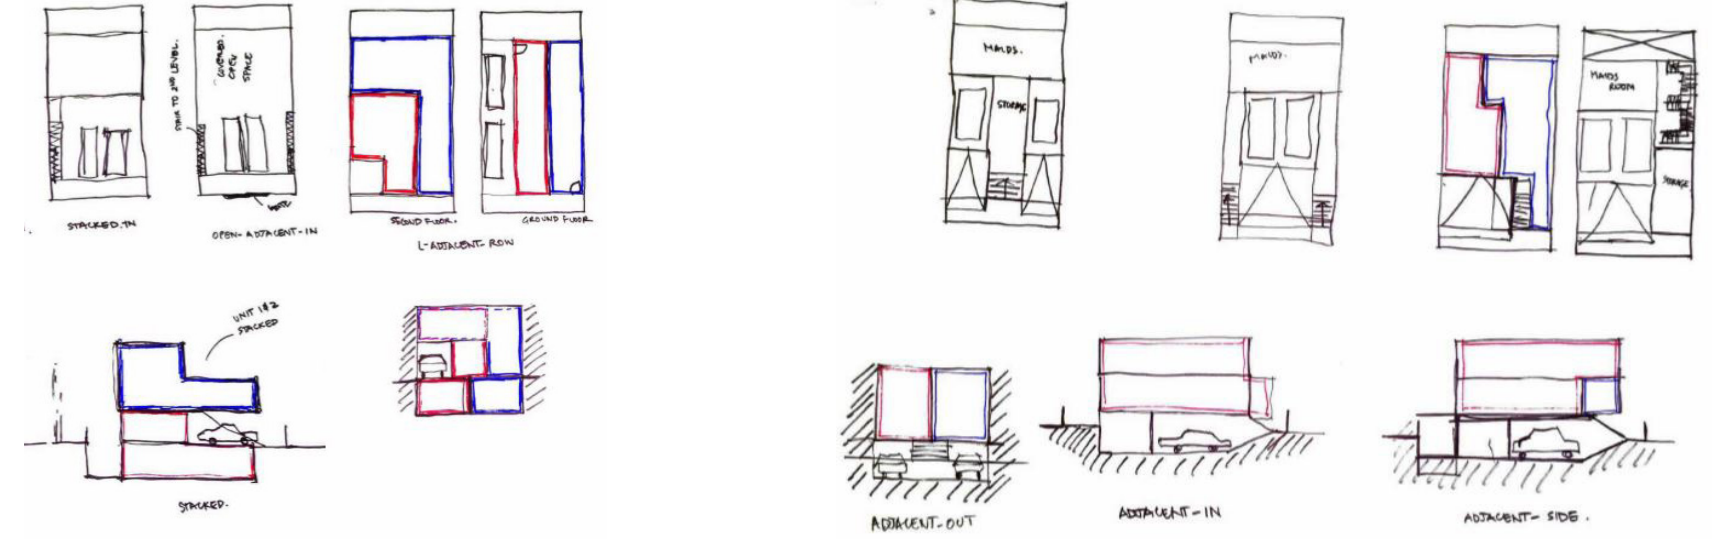 STACKED.IN
STAIR TO 2ND LEVEL.
COVERED
OPEN
SPACE
OPEN-ADJACENT-IN
SECOND FLOOR.
GROUND FLOOR
L-ADJACENT-ROW
UNIT 1&2
STACKED
STACKED.
MAIDS.
STORAGE
MAIDS.
MAIDS
ROOM
STORAGE
ADJACENT-OUT
ADJACENT-IN
ADJACENT-SIDE.